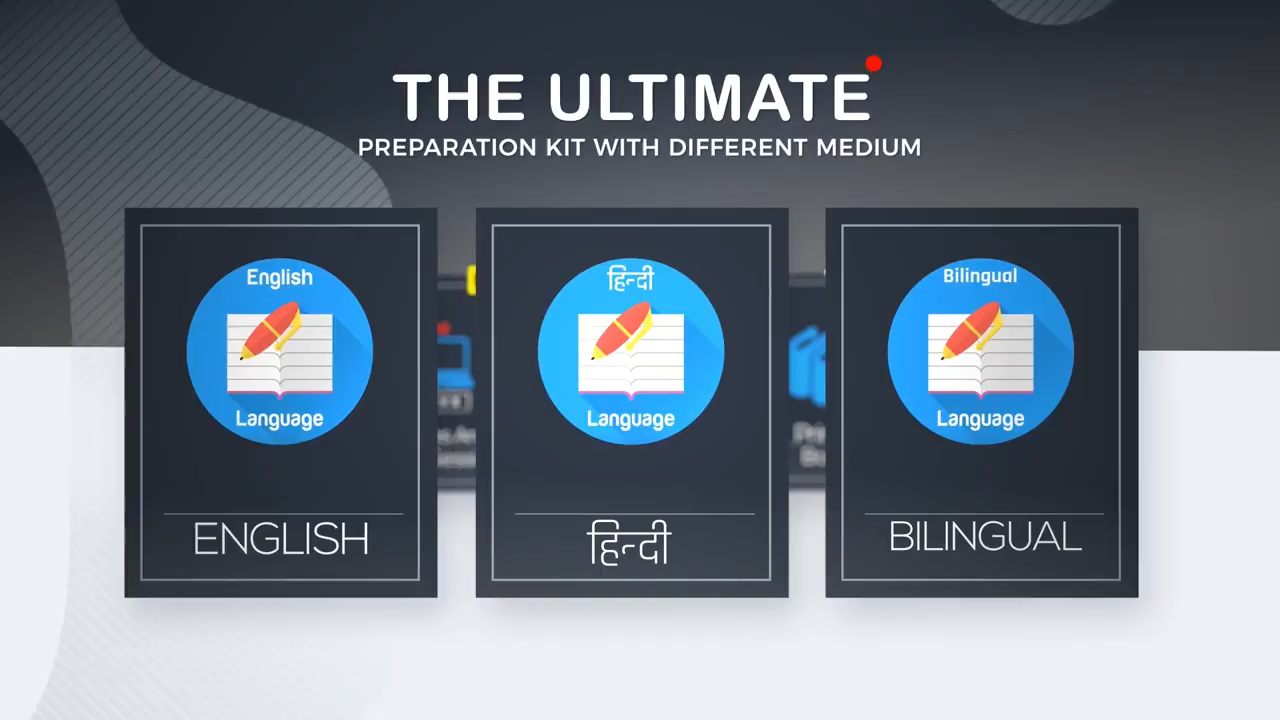 THE ULTIMATE
PREPARATION KIT WITH DIFFERENT MEDIUM
English
Language
ENGLISH
हिन्दी
Language
हिन्दी
Bilingual
Language
BILINGUAL